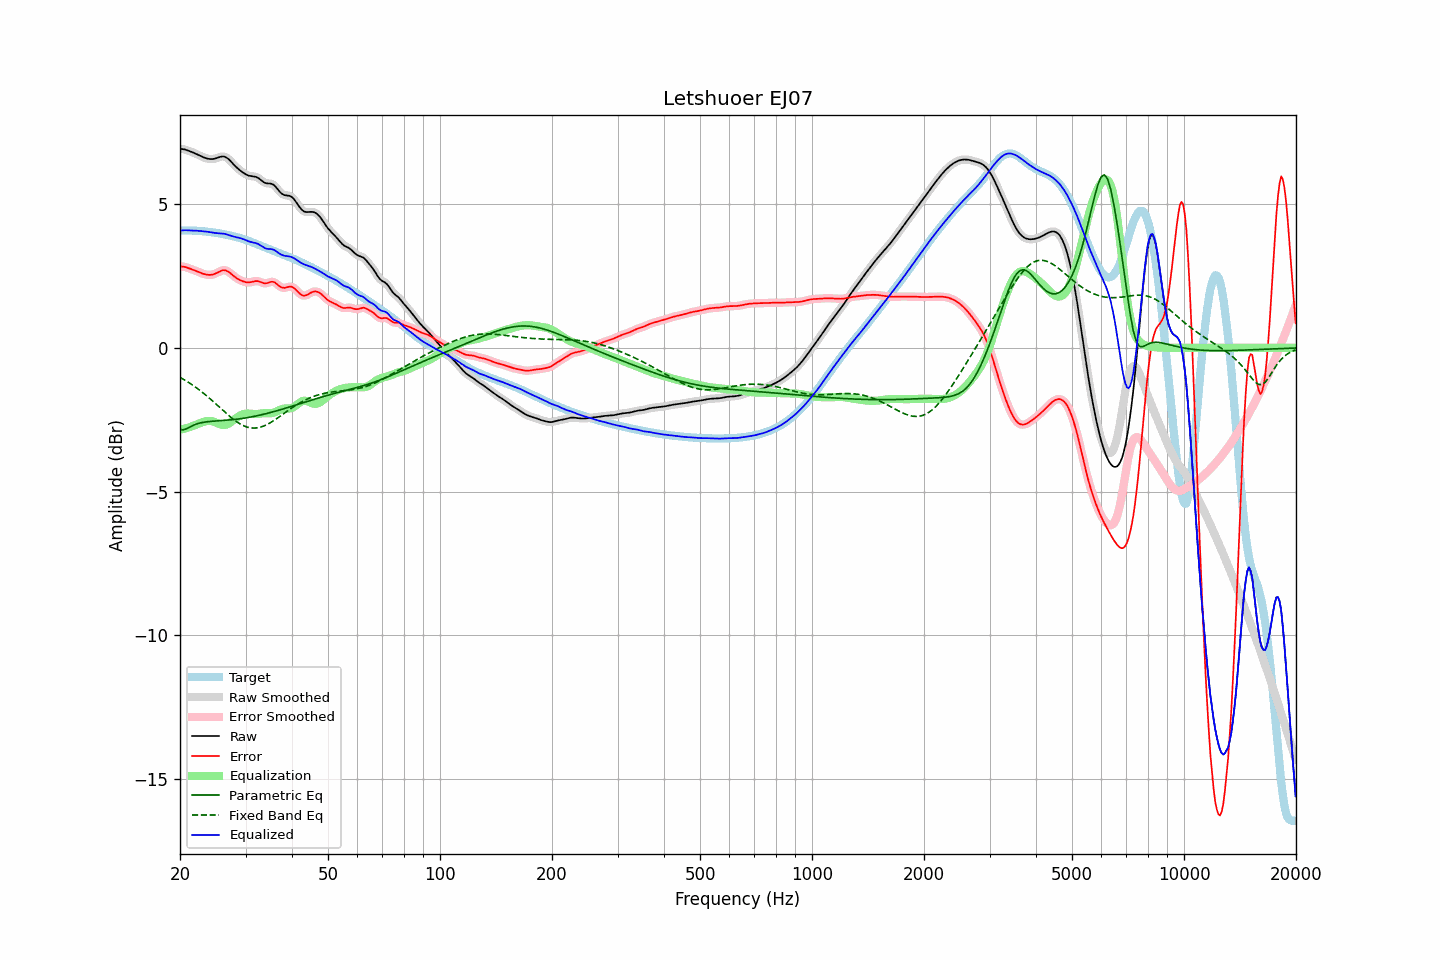 Letshuoer EJ07
Amplitude (dBr)
5
0
−5
−10
−15
Target
Raw Smoothed
Error Smoothed
Raw
Error
Equalization
Parametric Eq
Fixed Band Eq
Equalized
20 50 100 200 500 1000 2000 5000 10000 20000
Frequency (Hz)